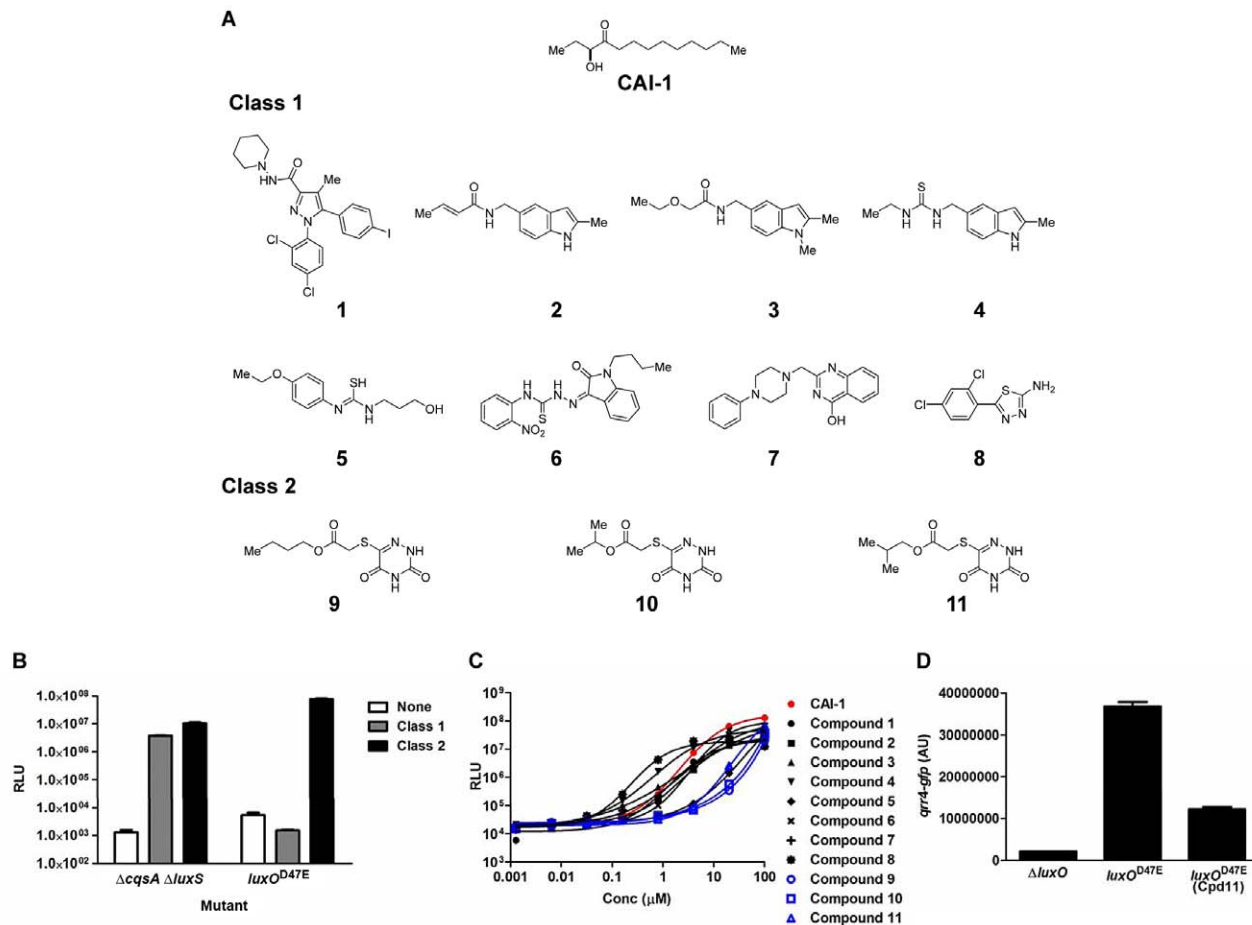 A
CAI-1
Me
O
OH
Me
Class 1
N
HN
O
Me
N
N
Cl
I
Cl
1
O
Me
N
H
Me
N
H
2
O
O
N
H
Me
N
Me
3
S
Me
N
H
N
H
Me
N
H
4
Me
O
SH
N
N
H
OH
5
O
N
Me
H
N
H
N
N
S
NO2
6
N
N
N
N
OH
7
Cl
Cl
S
NH2
N
N
8
Class 2
Me
O
O
S
N
NH
O
N
H
O
9
Me
Me
O
O
S
N
NH
O
N
H
O
10
Me
Me
O
O
S
N
NH
O
N
H
O
11
B
RLU
1.0×10^08
1.0×10^07
1.0×10^06
1.0×10^05
1.0×10^04
1.0×10^03
1.0×10^02
ΔcqsA ΔluxS
luxO^D47E
Mutant
None
Class 1
Class 2
C
RLU
10^9
10^8
10^7
10^6
10^5
10^4
10^3
0.001 0.01 0.1 1 10 100
Conc (μM)
CAI-1
Compound 1
Compound 2
Compound 3
Compound 4
Compound 5
Compound 6
Compound 7
Compound 8
Compound 9
Compound 10
Compound 11
D
qrr4-gfp (AU)
40000000
30000000
20000000
10000000
0
ΔluxO
luxO^D47E
luxO^D47E
(Cpd11)